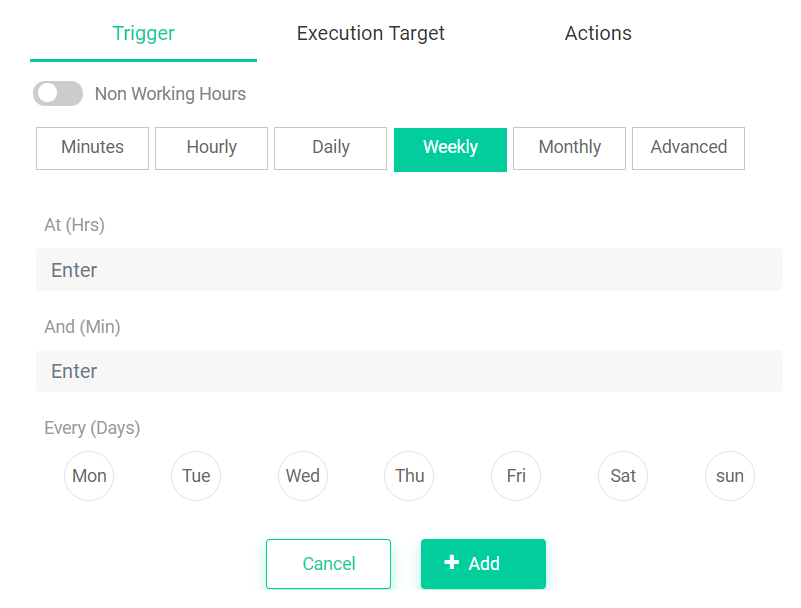 Trigger Execution Target Actions
Non Working Hours
Minutes Hourly Daily Weekly Monthly Advanced
At (Hrs)
Enter
And (Min)
Enter
Every (Days)
Mon Tue Wed Thu Fri Sat sun
Cancel Add